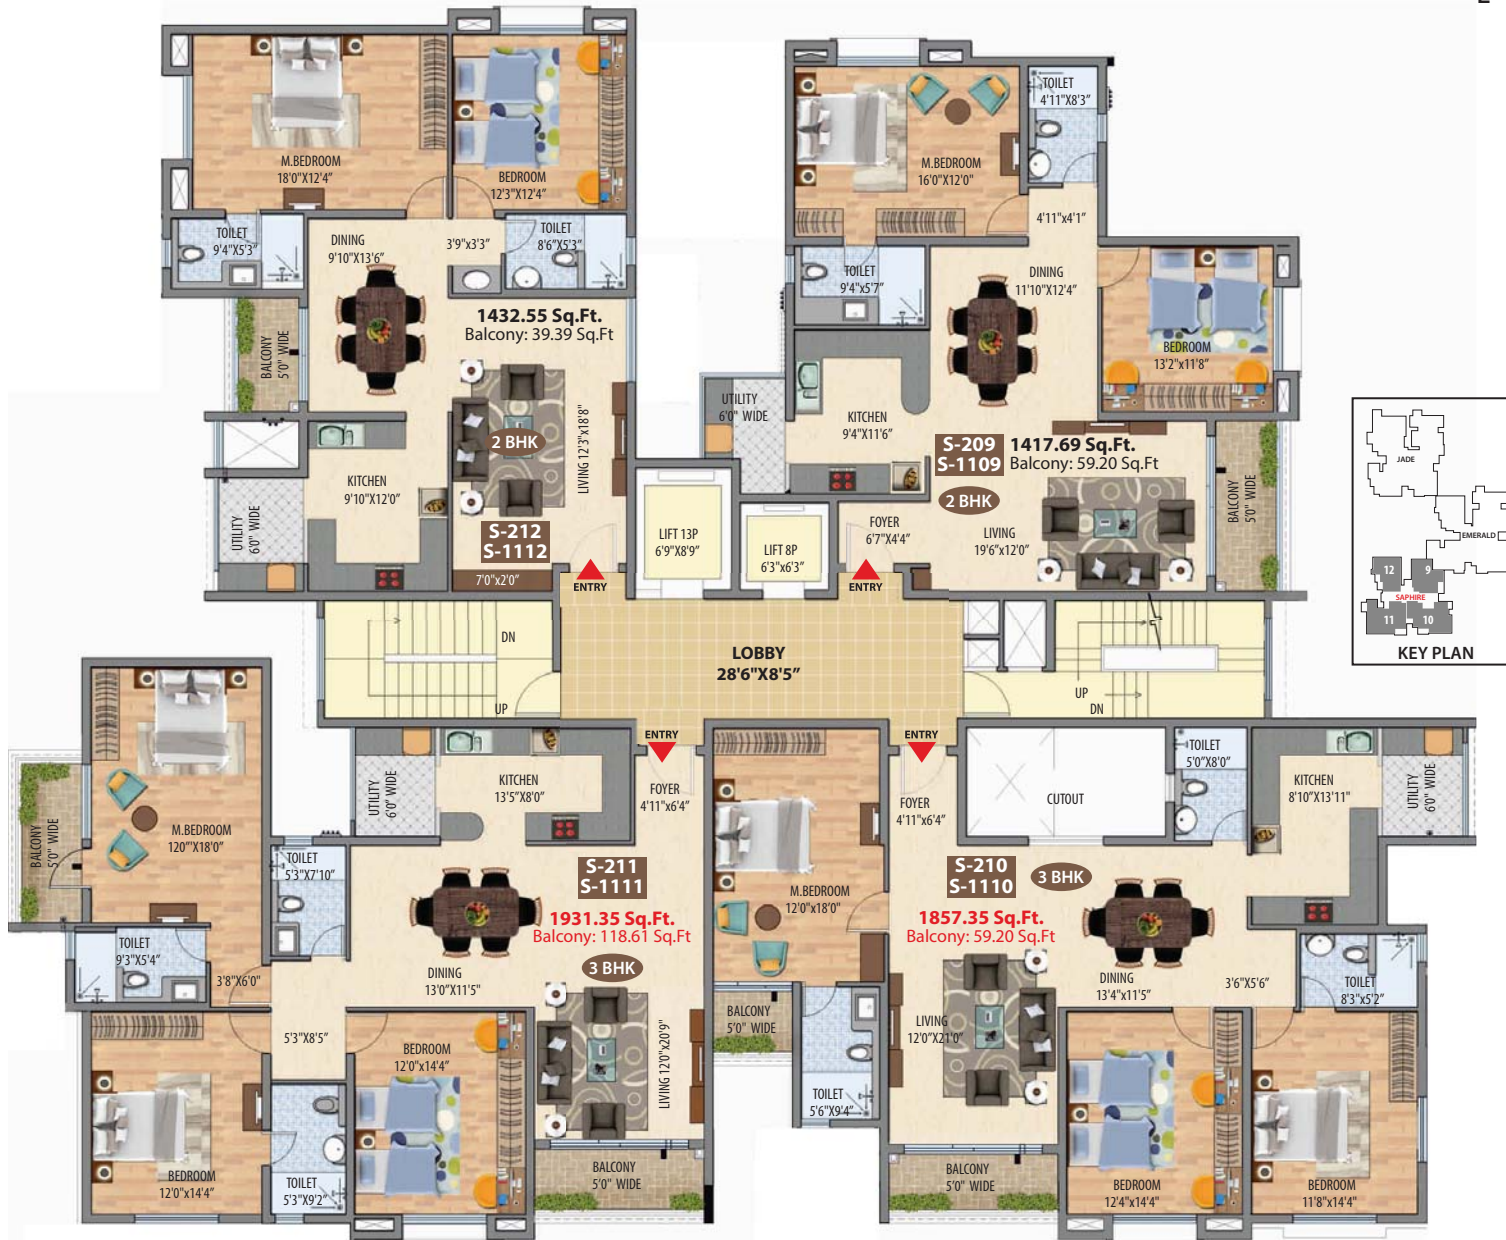 M.BEDROOM
18'0"X12'4"
BEDROOM
12'3"X12'4"
TOILET
9'4"X5'3"
DINING
9'10"X13'6"
3'9"x3'3"
TOILET
8'6"X5'3"
BALCONY
5'0" WIDE
1432.55 Sq.Ft.
Balcony: 39.39 Sq.Ft
2 BHK
LIVING 12'3"x18'8"
KITCHEN
9'10"X12'0"
UTILITY
6'0" WIDE
S-212
S-1112
7'0"x2'0"
ENTRY
LIFT 13P
6'9"X8'9"
LIFT 8P
6'3"x6'3"
M.BEDROOM
16'0"X12'0"
TOILET
4'11"X8'3"
4'11"x4'1"
TOILET
9'4"x5'7"
DINING
11'10"X12'4"
BEDROOM
13'2"x11'8"
UTILITY
6'0" WIDE
KITCHEN
9'4"X11'6"
S-209
S-1109
1417.69 Sq.Ft.
Balcony: 59.20 Sq.Ft
2 BHK
FOYER
6'7"X4'4"
LIVING
19'6"x12'0"
BALCONY
5'0" WIDE
ENTRY
JADE
EMERALD
12
9
SAPHIRE
11
10
KEY PLAN
DN
UP
LOBBY
28'6"X8'5"
UP
DN
ENTRY
ENTRY
BALCONY
5'0" WIDE
M.BEDROOM
120"'X18'0"
UTILITY
6'0" WIDE
KITCHEN
13'5"X8'0"
FOYER
4'11"x6'4"
TOILET
5'3"X7'10"
S-211
S-1111
1931.35 Sq.Ft.
Balcony: 118.61 Sq.Ft
3 BHK
TOILET
9'3"X5'4"
3'8"X6'0"
DINING
13'0"X11'5"
5'3"X8'5"
BEDROOM
12'0"x14'4"
LIVING 12'0"x20'9"
BEDROOM
12'0"x14'4"
TOILET
5'3"X9'2"
BALCONY
5'0" WIDE
M.BEDROOM
12'0"x18'0"
FOYER
4'11"x6'4"
CUTOUT
TOILET
5'0"X8'0"
KITCHEN
8'10"X13'11"
UTILITY
6'0" WIDE
S-210
S-1110
3 BHK
1857.35 Sq.Ft.
Balcony: 59.20 Sq.Ft
BALCONY
5'0" WIDE
LIVING
12'0"X21'0"
DINING
13'4"x11'5"
3'6"X5'6"
TOILET
8'3"x5'2"
TOILET
5'6"X9'4"
BALCONY
5'0" WIDE
BEDROOM
12'4"x14'4"
BEDROOM
11'8"x14'4"